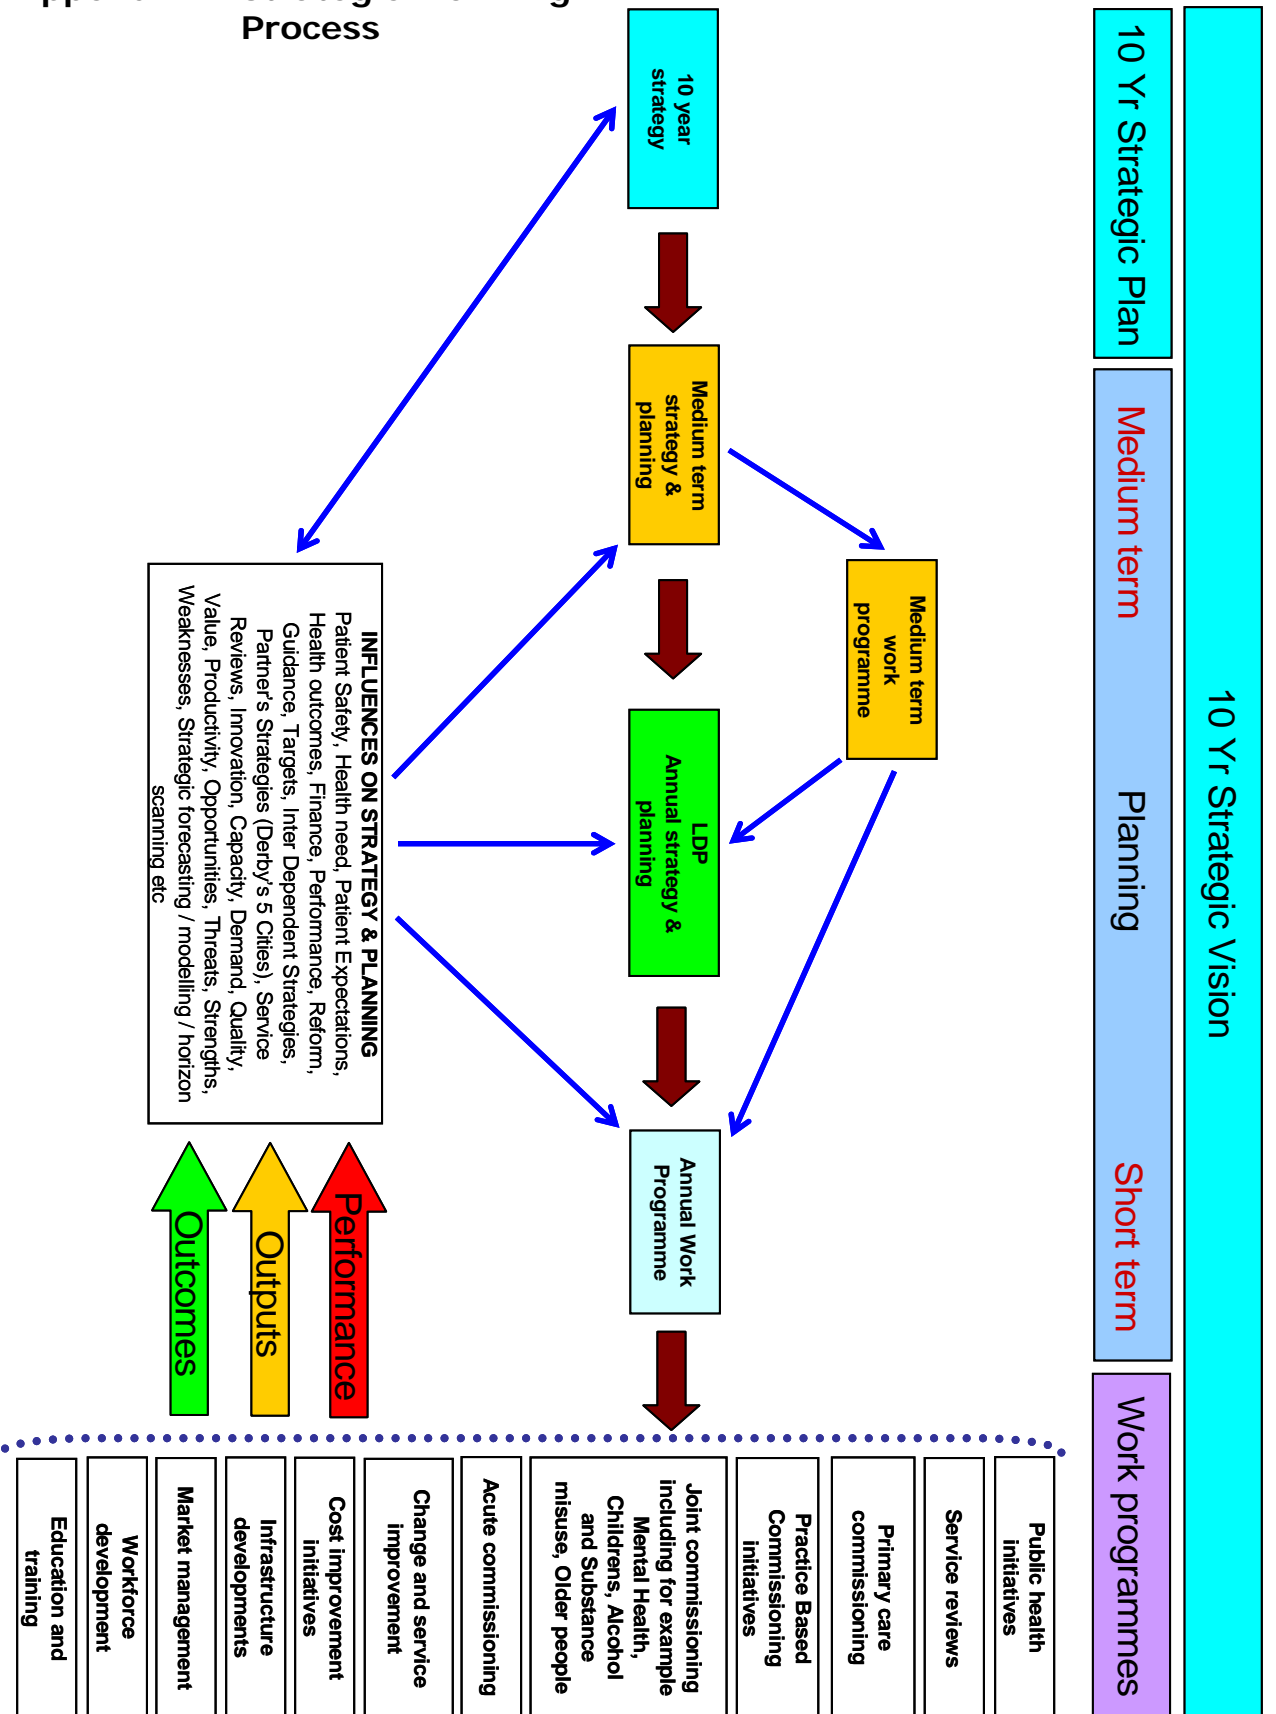 Process
10 Yr Strategic Vision
10 Yr Strategic Plan
Medium term
Planning
Short term
Work programmes
10 year
strategy
Medium term
strategy &
planning
Medium term
work
programme
LDP
Annual strategy &
planning
Annual Work
Programme
INFLUENCES ON STRATEGY & PLANNING
Patient Safety, Health need, Patient Expectations,
Health outcomes, Finance, Performance, Reform,
Guidance, Targets, Inter Dependent Strategies,
Partner's Strategies (Derby's 5 Cities), Service
Reviews, Innovation, Capacity, Demand, Quality,
Value, Productivity, Opportunities, Threats, Strengths,
Weaknesses, Strategic forecasting / modelling / horizon
scanning etc
Performance
Outputs
Outcomes
Public health
initiatives
Service reviews
Primary care
commissioning
Practice Based
Commissioning
initiatives
Joint commissioning
including for example
Mental Health,
Childrens, Alcohol
and Substance
misuse, Older people
Acute commissioning
Change and service
improvement
Cost improvement
initiatives
Infrastructure
developments
Market management
Workforce
development
Education and
training